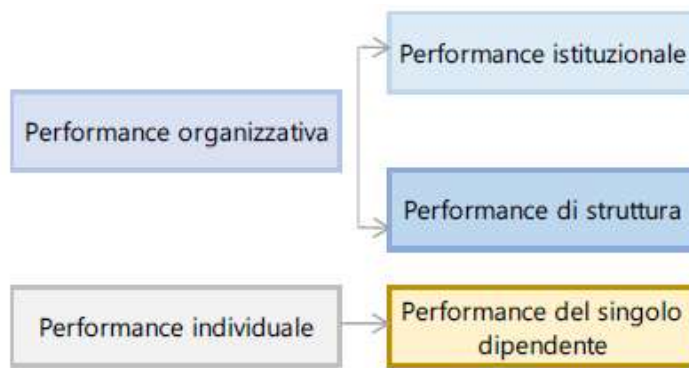 Performance istituzionale
Performance organizzativa
Performance di struttura
Performance individuale
Performance del singolo
dipendente